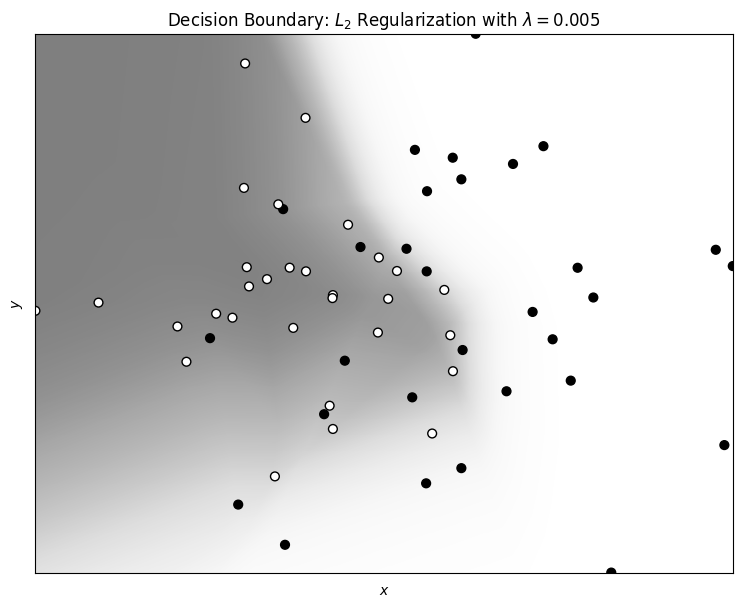 Decision Boundary: L₂ Regularization with λ = 0.005
y
x